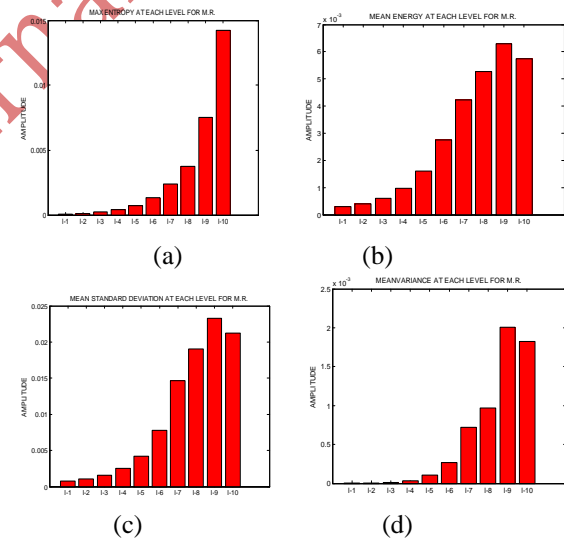 MAX ENTROPY AT EACH LEVEL FOR M.R.
0.015
0.01
0.005
0
AMPLITUDE
I-1 I-2 I-3 I-4 I-5 I-6 I-7 I-8 I-9 I-10
(a)
MEAN ENERGY AT EACH LEVEL FOR M.R.
x 10-3
7
6
5
4
3
2
1
0
AMPLITUDE
I-1 I-2 I-3 I-4 I-5 I-6 I-7 I-8 I-9 I-10
(b)
MEAN STANDARD DEVIATION AT EACH LEVEL FOR M.R.
0.025
0.02
0.015
0.01
0.005
0
AMPLITUDE
I-1 I-2 I-3 I-4 I-5 I-6 I-7 I-8 I-9 I-10
(c)
MEANVARIANCE AT EACH LEVEL FOR M.R.
x 10-3
2.5
2
1.5
1
0.5
0
AMPLITUDE
I-1 I-2 I-3 I-4 I-5 I-6 I-7 I-8 I-9 I-10
(d)